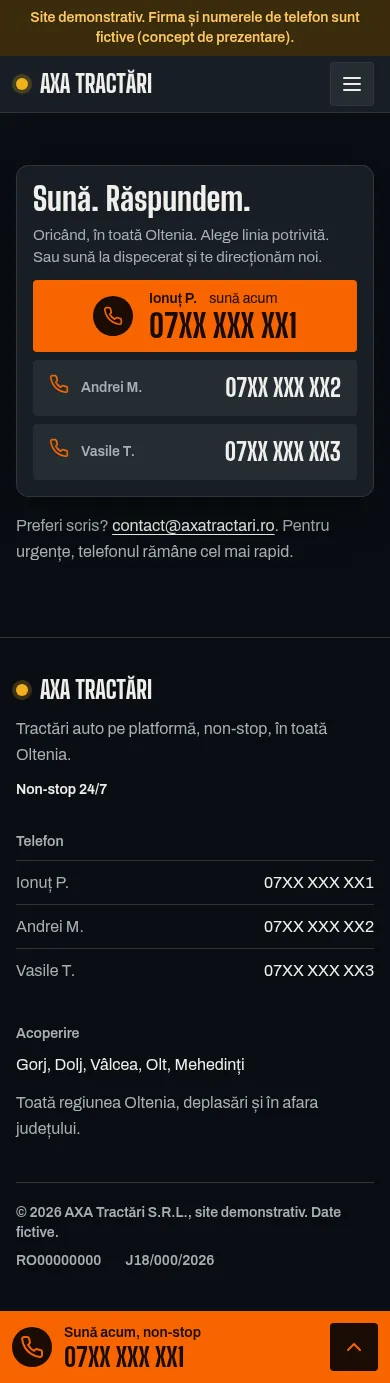 Site demonstrativ. Firma și numerele de telefon sunt
fictive (concept de prezentare).
AXA TRACTĂRI
Sună. Răspundem.
Oricând, în toată Oltenia. Alege linia potrivită.
Sau sună la dispecerat și te direcționăm noi.
Ionuț P. sună acum
07XX XXX XX1
Andrei M. 07XX XXX XX2
Vasile T. 07XX XXX XX3
Preferi scris? contact@axatractari.ro. Pentru
urgențe, telefonul rămâne cel mai rapid.
AXA TRACTĂRI
Tractări auto pe platformă, non-stop, în toată
Oltenia.
Non-stop 24/7
Telefon
Ionuț P. 07XX XXX XX1
Andrei M. 07XX XXX XX2
Vasile T. 07XX XXX XX3
Acoperire
Gorj, Dolj, Vâlcea, Olt, Mehedinți
Toată regiunea Oltenia, deplasări și în afara
județului.
© 2026 AXA Tractări S.R.L., site demonstrativ. Date
fictive.
RO00000000 J18/000/2026
Sună acum, non-stop
07XX XXX XX1